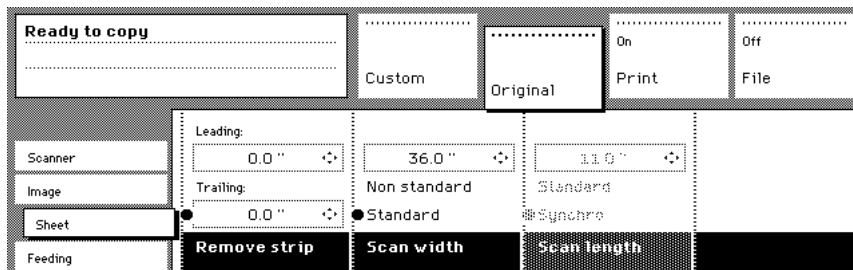 Ready to copy
Custom
Original
On
Print
Off
File
Scanner
Image
Sheet
Feeding
Leading:
0.0 "
Trailing:
0.0 "
Remove strip
36.0 "
Non standard
Standard
Scan width
11.0 "
Standard
Synchro
Scan length